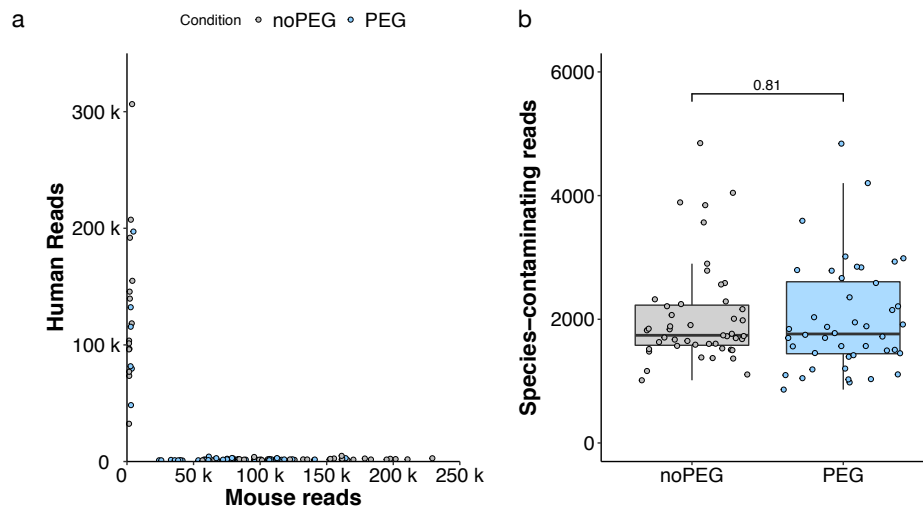 a
Condition noPEG PEG
300 k
200 k
100 k
0
Human Reads
0 50 k 100 k 150 k 200 k 250 k
Mouse reads
b
6000
4000
2000
0
Species−contaminating reads
0.81
noPEG PEG